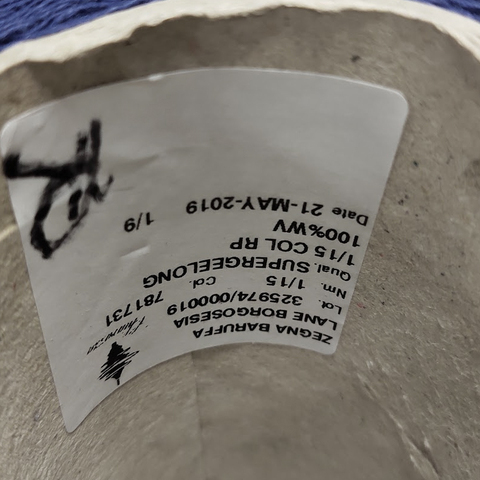 ZEGNA BARUFFA
LANE BORGOSESIA
Lot. 325974/000019
Nm. 1/15 Col. 781731
Qual. SUPERGEELONG
1/15 COL RP
100%WV
Date 21-MAY-2019 1/9